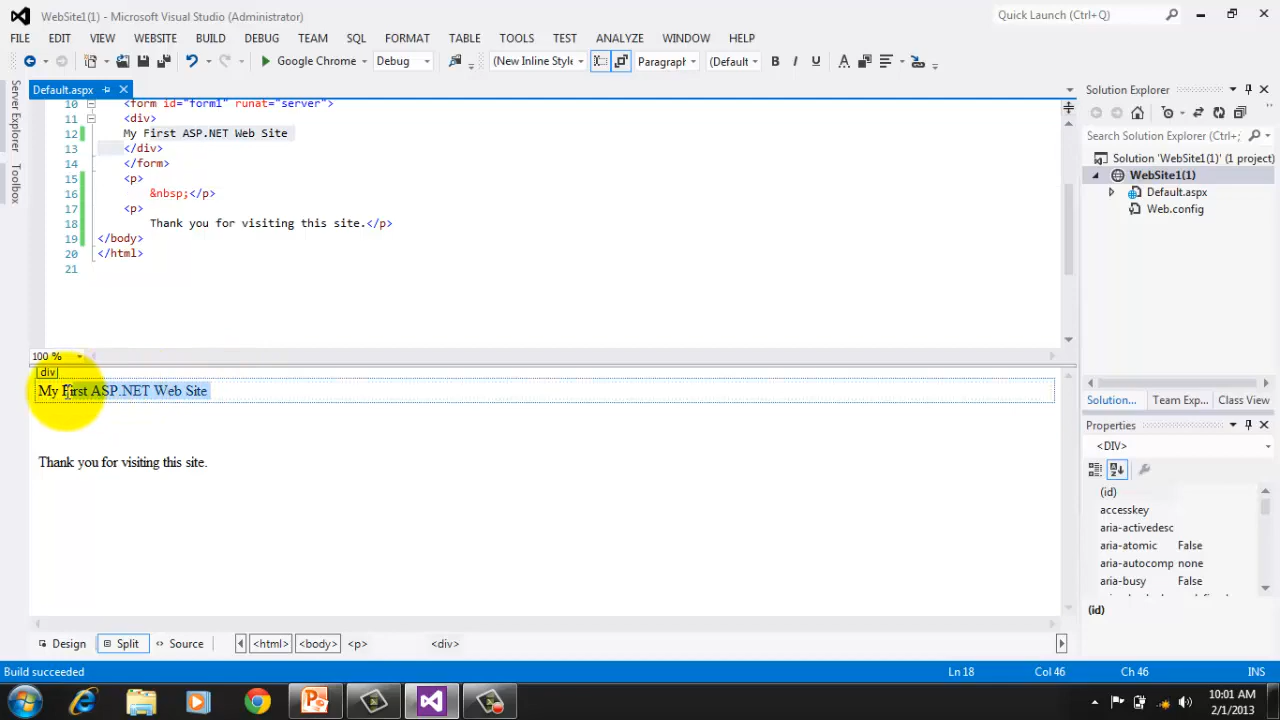 WebSite1(1) - Microsoft Visual Studio (Administrator)
Quick Launch (Ctrl+Q)
FILE EDIT VIEW WEBSITE BUILD DEBUG TEAM SQL FORMAT TABLE TOOLS TEST ANALYZE WINDOW HELP
Google Chrome Debug (New Inline Style Paragraph (Default B I U A
Default.aspx
Server Explorer
Toolbox
10 <form id="form1" runat="server">
11 <div>
12 My First ASP.NET Web Site
13 </div>
14 </form>
15 <p>
16 &nbsp;</p>
17 <p>
18 Thank you for visiting this site.</p>
19 </body>
20 </html>
21
100 %
div
My First ASP.NET Web Site
Thank you for visiting this site.
Design Split Source <html> <body> <p> <div>
Solution Explorer
Search Solution Explorer (Ctrl+;
Solution 'WebSite1(1)' (1 project)
WebSite1(1)
Default.aspx
Web.config
Solution... Team Exp... Class View
Properties
<DIV>
(id)
accesskey
aria-activedesc
aria-atomic False
aria-autocomp none
aria-busy False
(id)
Build succeeded Ln 18 Col 46 Ch 46 INS
10:01 AM
2/1/2013